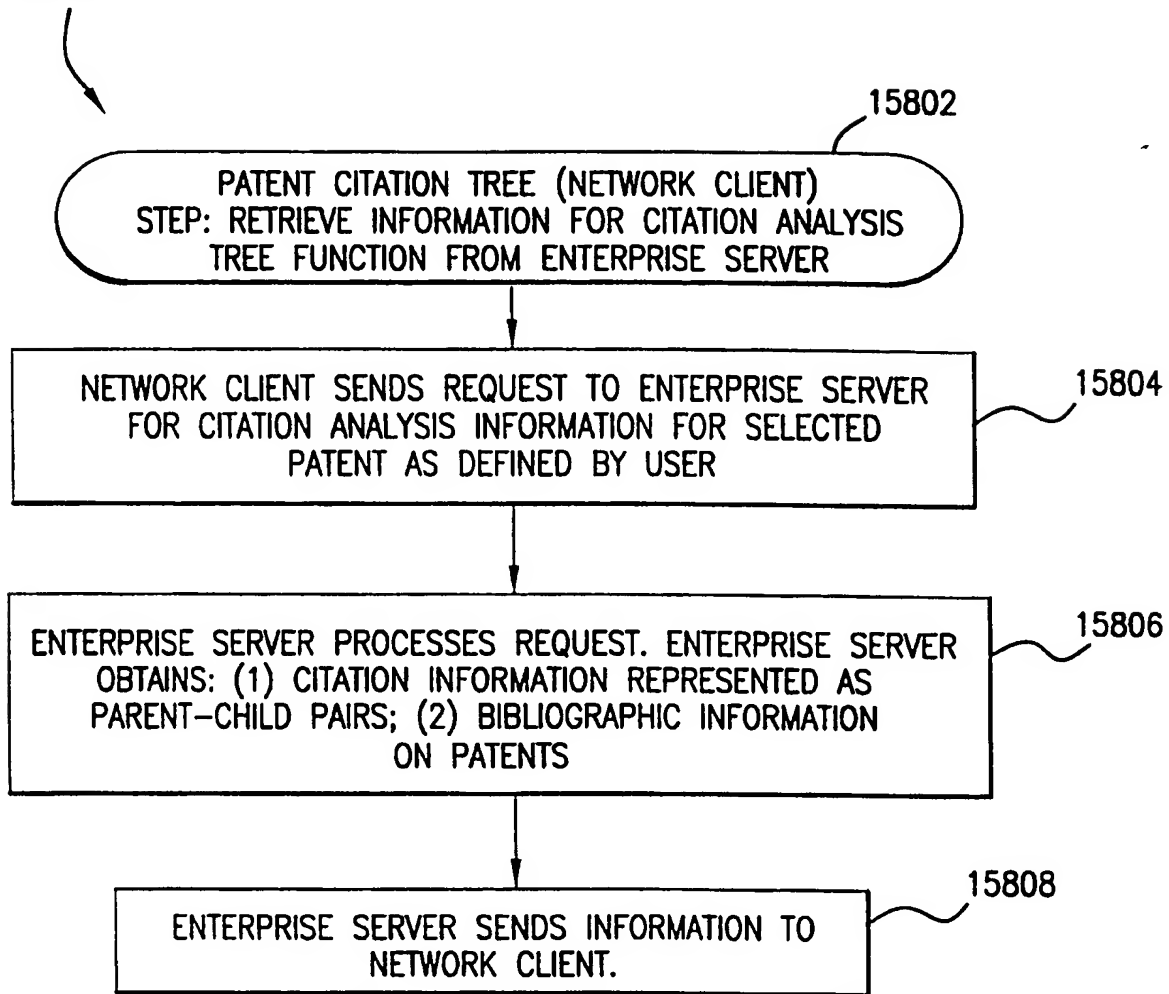 15802
PATENT CITATION TREE (NETWORK CLIENT)
STEP: RETRIEVE INFORMATION FOR CITATION ANALYSIS
TREE FUNCTION FROM ENTERPRISE SERVER
NETWORK CLIENT SENDS REQUEST TO ENTERPRISE SERVER
FOR CITATION ANALYSIS INFORMATION FOR SELECTED
PATENT AS DEFINED BY USER
15804
ENTERPRISE SERVER PROCESSES REQUEST. ENTERPRISE SERVER
OBTAINS: (1) CITATION INFORMATION REPRESENTED AS
PARENT-CHILD PAIRS; (2) BIBLIOGRAPHIC INFORMATION
ON PATENTS
15806
15808
ENTERPRISE SERVER SENDS INFORMATION TO
NETWORK CLIENT.